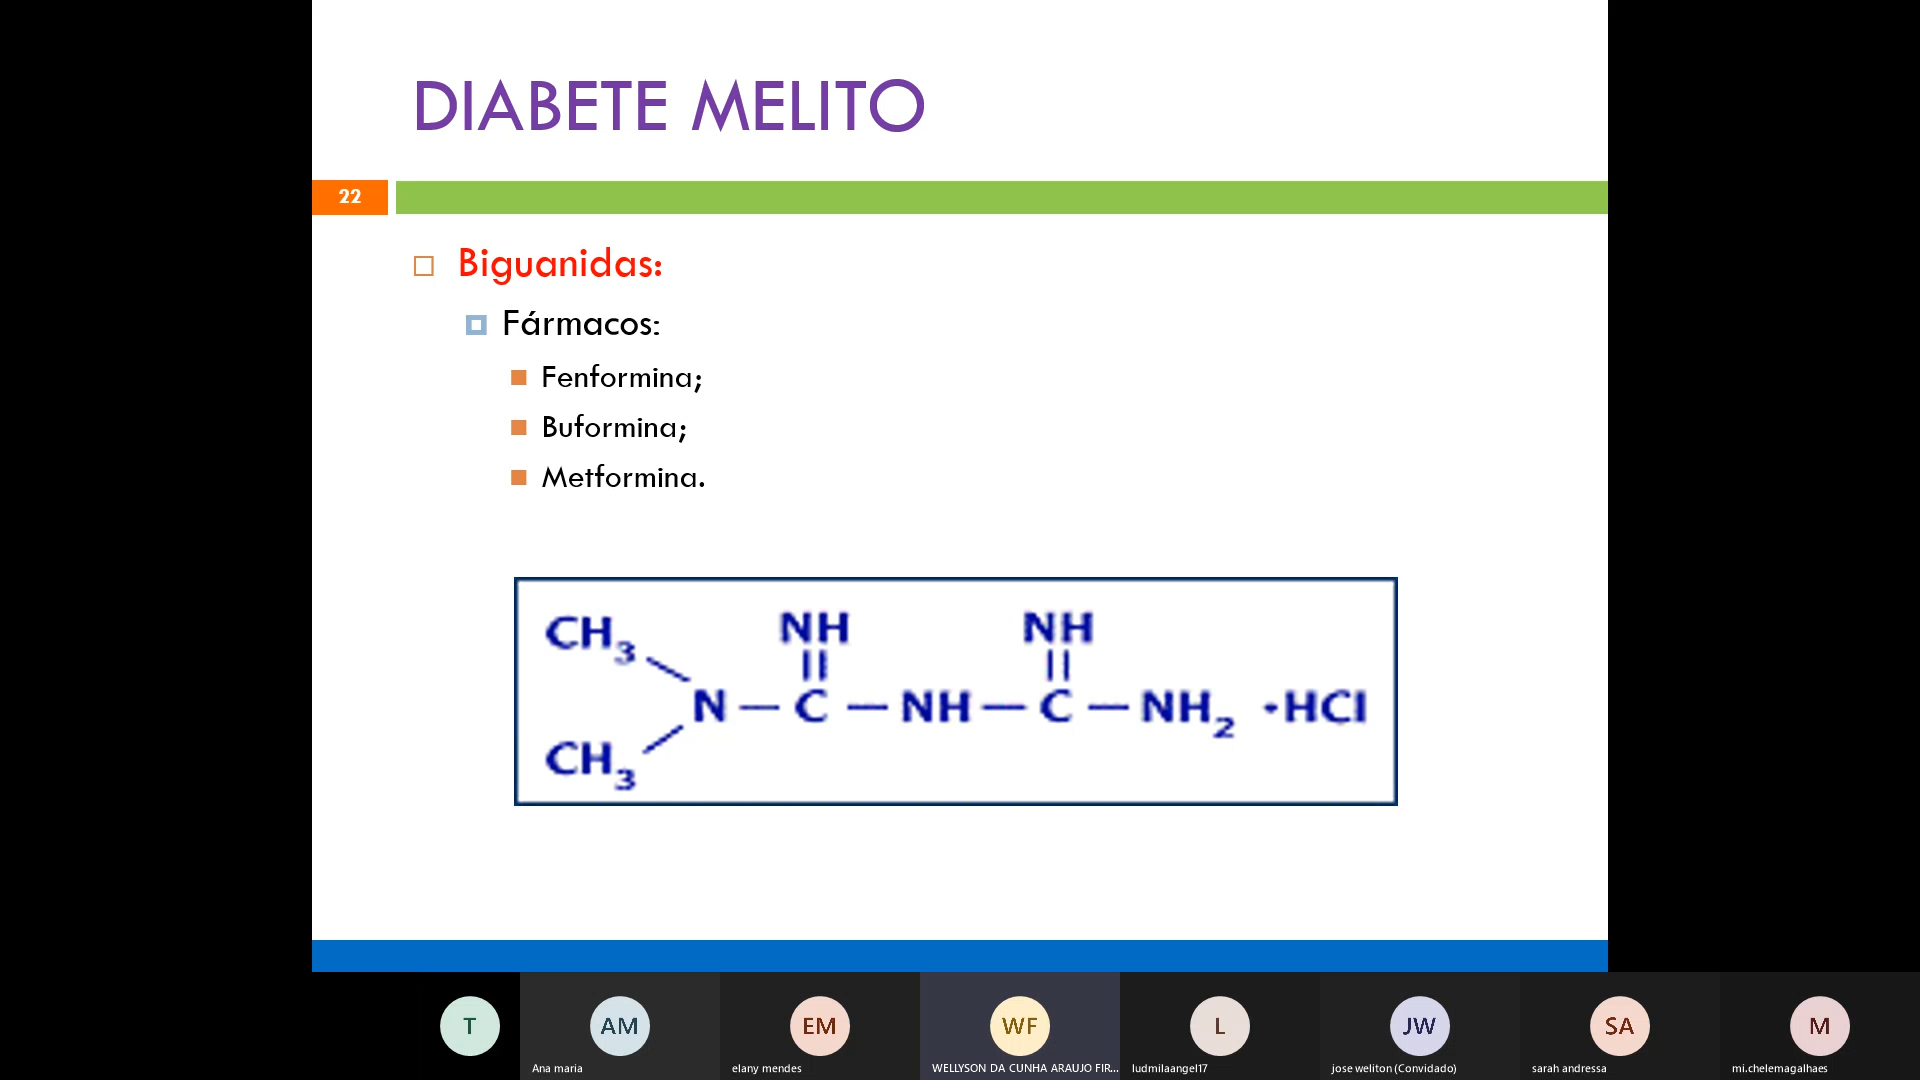 DIABETE MELITO
22
Biguanidas:
Fármacos:
Fenformina;
Buformina;
Metformina.
CH3 NH NH
N — C — NH — C — NH2 · HCl
CH3
T AM EM WF L JW SA M
Ana maria elany mendes WELLYSON DA CUNHA ARAUJO FIR... ludmilaangel17 jose weliton (Convidado) sarah andressa mi.chelemagalhaes